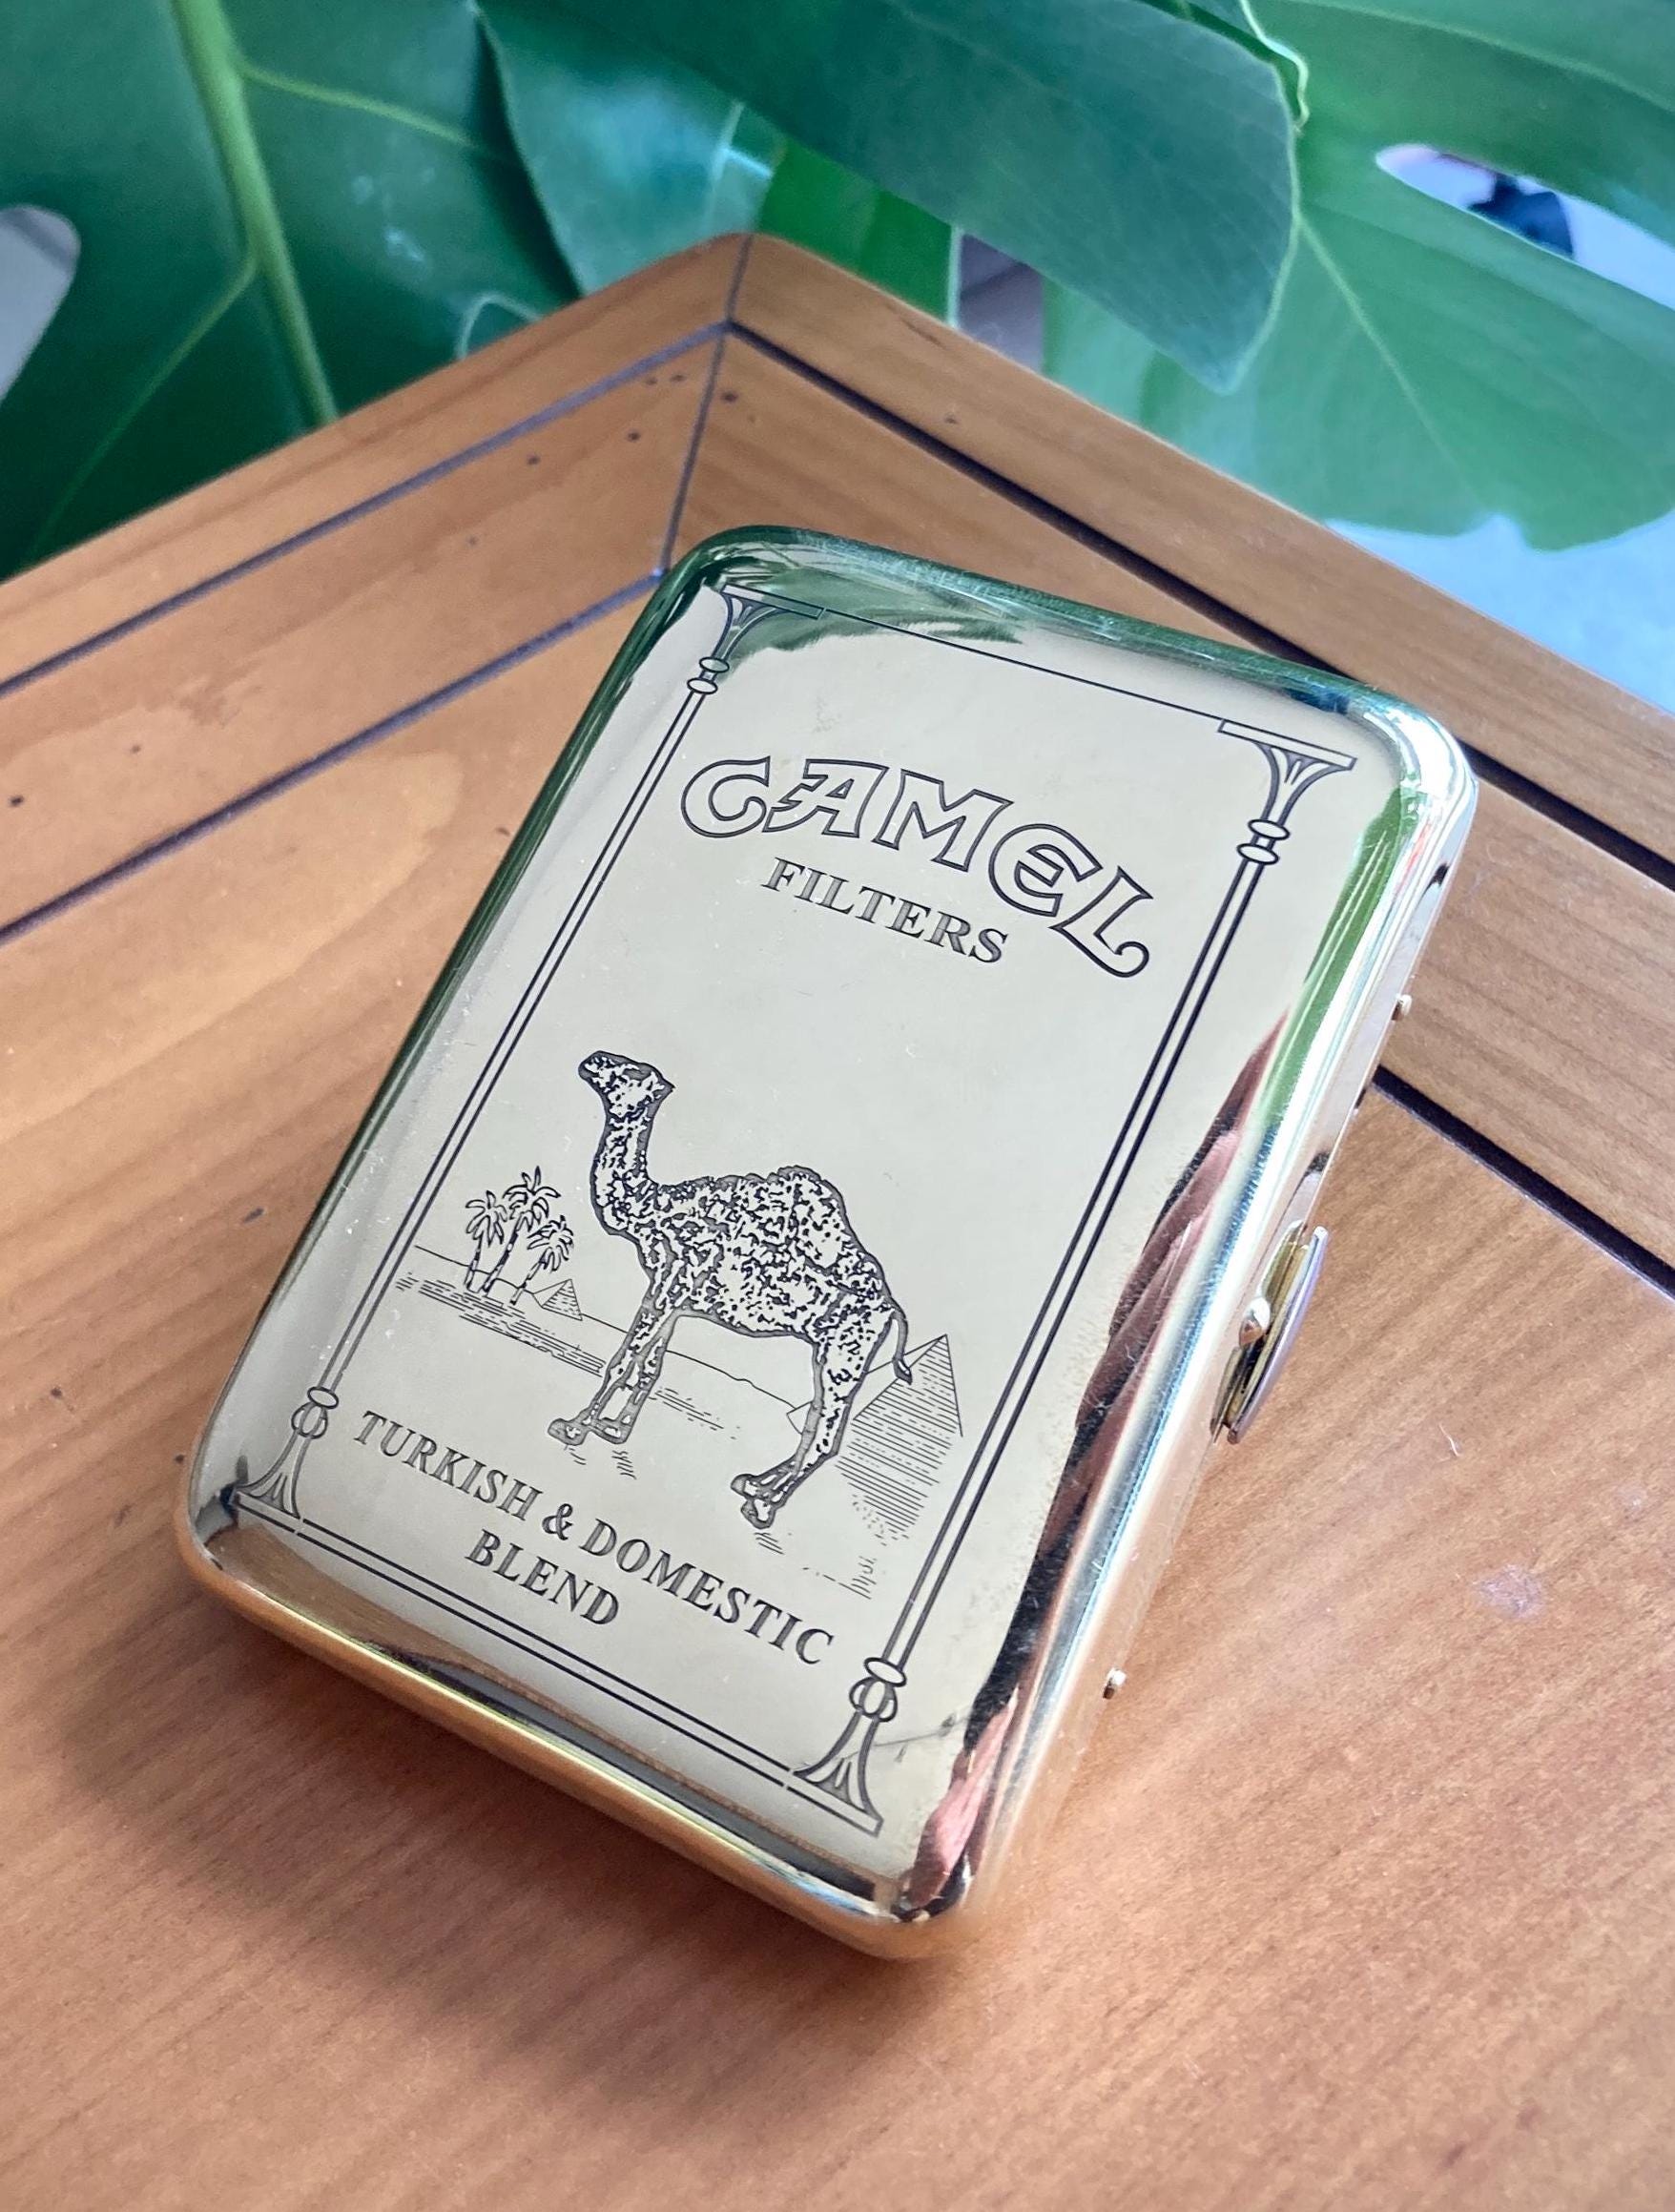 CAMEL
FILTERS
TURKISH & DOMESTIC
BLEND